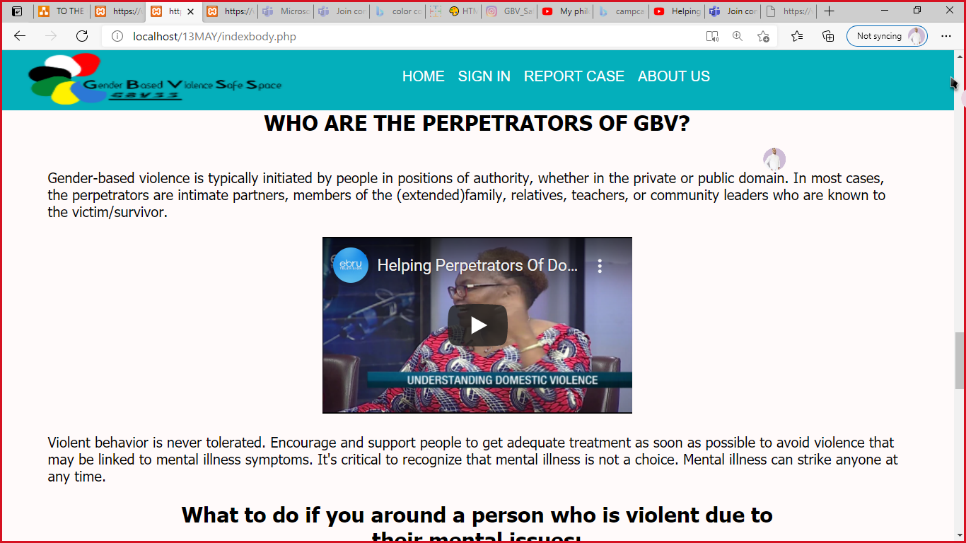 TO THE
https://
http
https://
Microso
Join co
color c
HTM
GBV_Sa
My phil
campca
Helping
Join co
https://
localhost/13MAY/indexbody.php
Not syncing
Gender Based Violence Safe Space
G B V S S
HOME SIGN IN REPORT CASE ABOUT US
WHO ARE THE PERPETRATORS OF GBV?
Gender-based violence is typically initiated by people in positions of authority, whether in the private or public domain. In most cases,
the perpetrators are intimate partners, members of the (extended)family, relatives, teachers, or community leaders who are known to
the victim/survivor.
ebru
Helping Perpetrators Of Do...
UNDERSTANDING DOMESTIC VIOLENCE
Violent behavior is never tolerated. Encourage and support people to get adequate treatment as soon as possible to avoid violence that
may be linked to mental illness symptoms. It's critical to recognize that mental illness is not a choice. Mental illness can strike anyone at
any time.
What to do if you around a person who is violent due to
their mental issues: